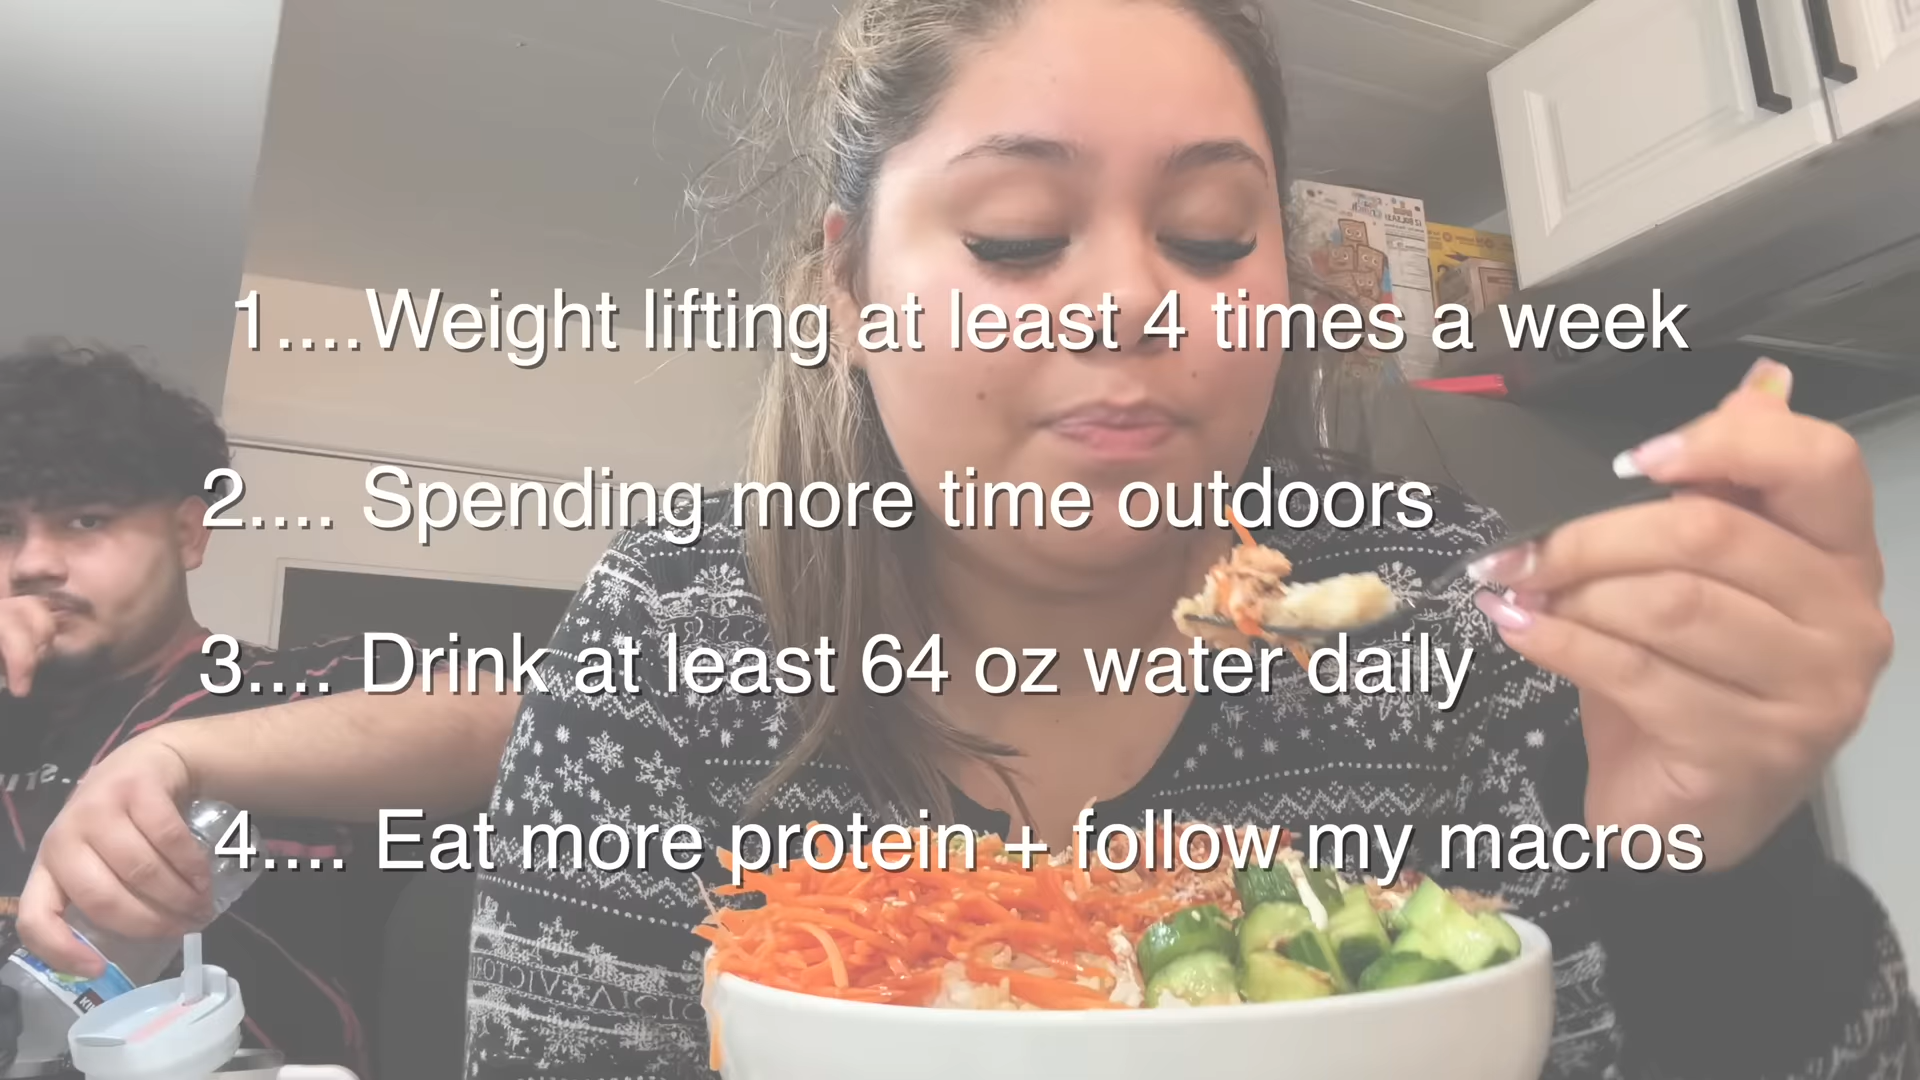 1....Weight lifting at least 4 times a week
2.... Spending more time outdoors
3.... Drink at least 64 oz water daily
4.... Eat more protein + follow my macros